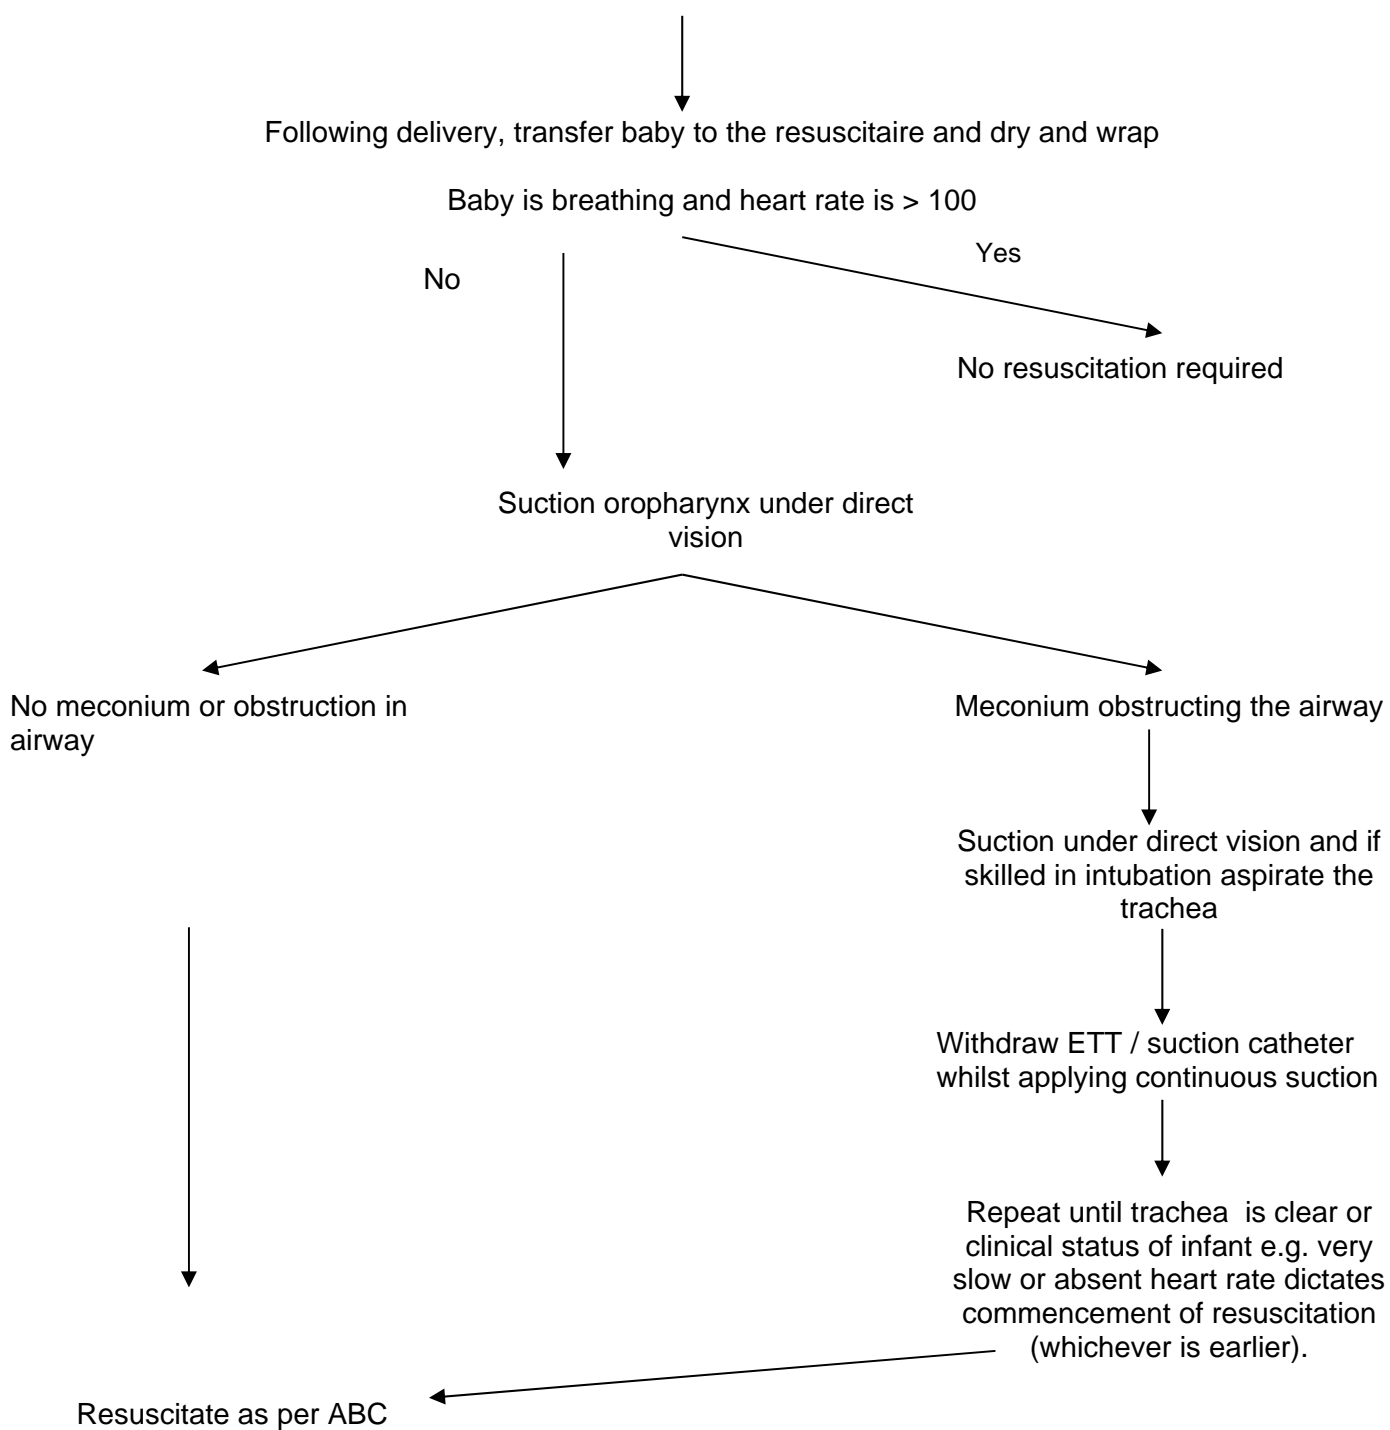 Following delivery, transfer baby to the resuscitaire and dry and wrap
Baby is breathing and heart rate is > 100
Yes
No
No resuscitation required
Suction oropharynx under direct
vision
No meconium or obstruction in
airway
Meconium obstructing the airway
Suction under direct vision and if
skilled in intubation aspirate the
trachea
Withdraw ETT / suction catheter
whilst applying continuous suction
Repeat until trachea  is clear or
clinical status of infant e.g. very
slow or absent heart rate dictates
commencement of resuscitation
(whichever is earlier).
Resuscitate as per ABC